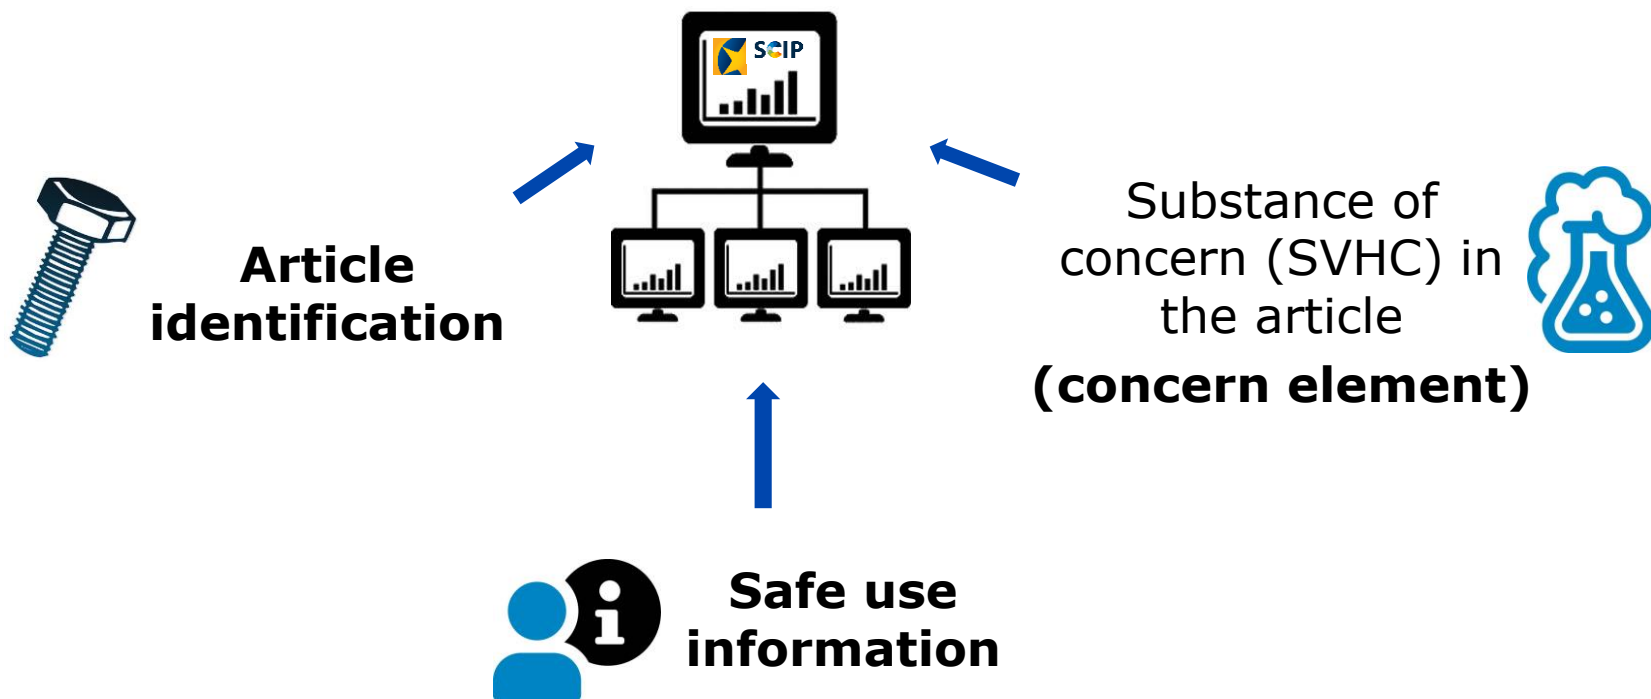 SCIP
Article
identification
Substance of
concern (SVHC) in
the article
(concern element)
Safe use
information